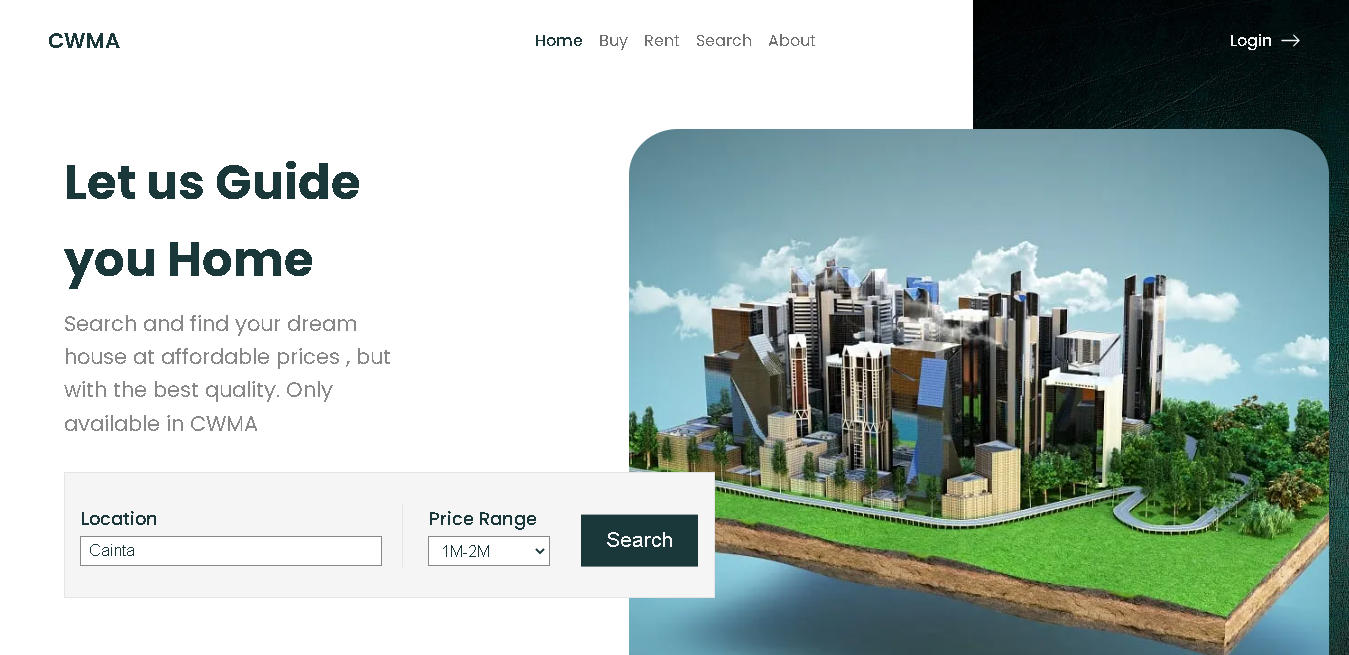 CWMA
Home Buy Rent Search About
Login
Let us Guide
you Home
Search and find your dream
house at affordable prices , but
with the best quality. Only
available in CWMA
Location
Price Range
Cainta
1M-2M
Search